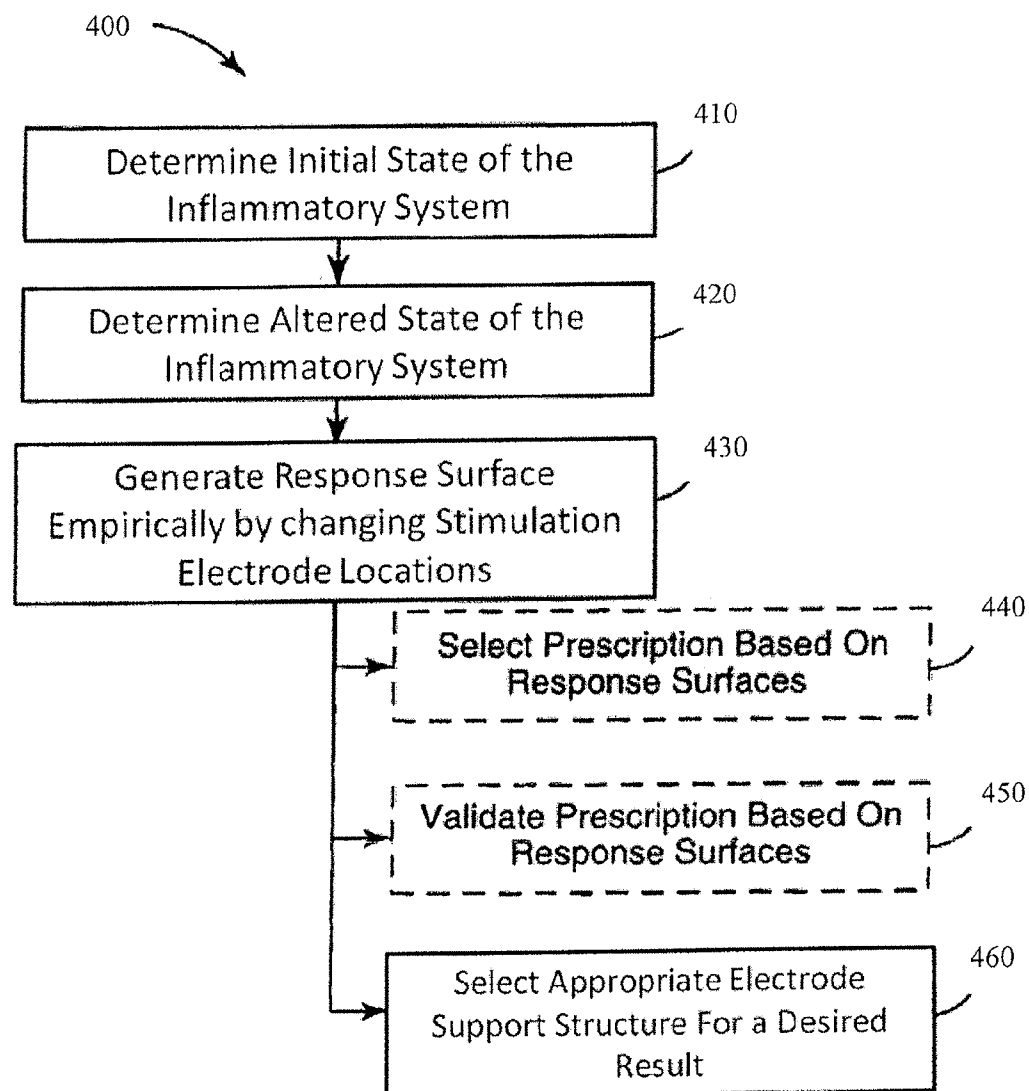 400
410
Determine Initial State of the
Inflammatory System
420
Determine Altered State of the
Inflammatory System
430
Generate Response Surface
Empirically by changing Stimulation
Electrode Locations
440
Select Prescription Based On
Response Surfaces
450
Validate Prescription Based On
Response Surfaces
460
Select Appropriate Electrode
Support Structure For a Desired
Result